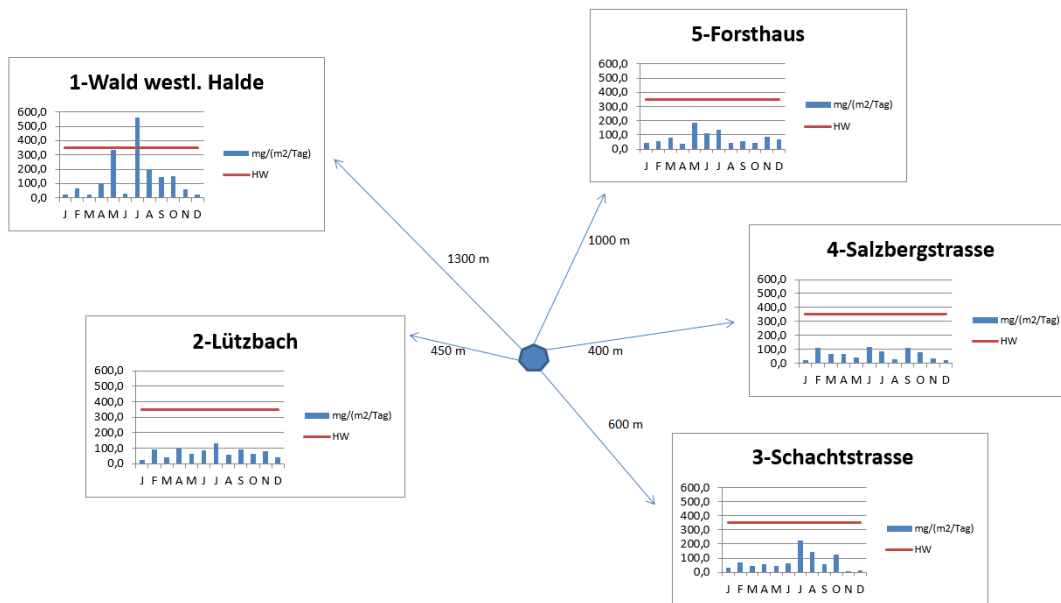 5-Forsthaus
600,0
500,0
400,0
300,0
200,0
100,0
0,0
J F M A M J J A S O N D
mg/(m2/Tag)
HW
1-Wald westl. Halde
600,0
500,0
400,0
300,0
200,0
100,0
0,0
J F M A M J J A S O N D
mg/(m2/Tag)
HW
1300 m
1000 m
4-Salzbergstrasse
600,0
500,0
400,0
300,0
200,0
100,0
0,0
J F M A M J J A S O N D
mg/(m2/Tag)
HW
2-Lützbach
600,0
500,0
400,0
300,0
200,0
100,0
0,0
J F M A M J J A S O N D
mg/(m2/Tag)
HW
450 m
400 m
600 m
3-Schachtstrasse
600,0
500,0
400,0
300,0
200,0
100,0
0,0
J F M A M J J A S O N D
mg/(m2/Tag)
HW